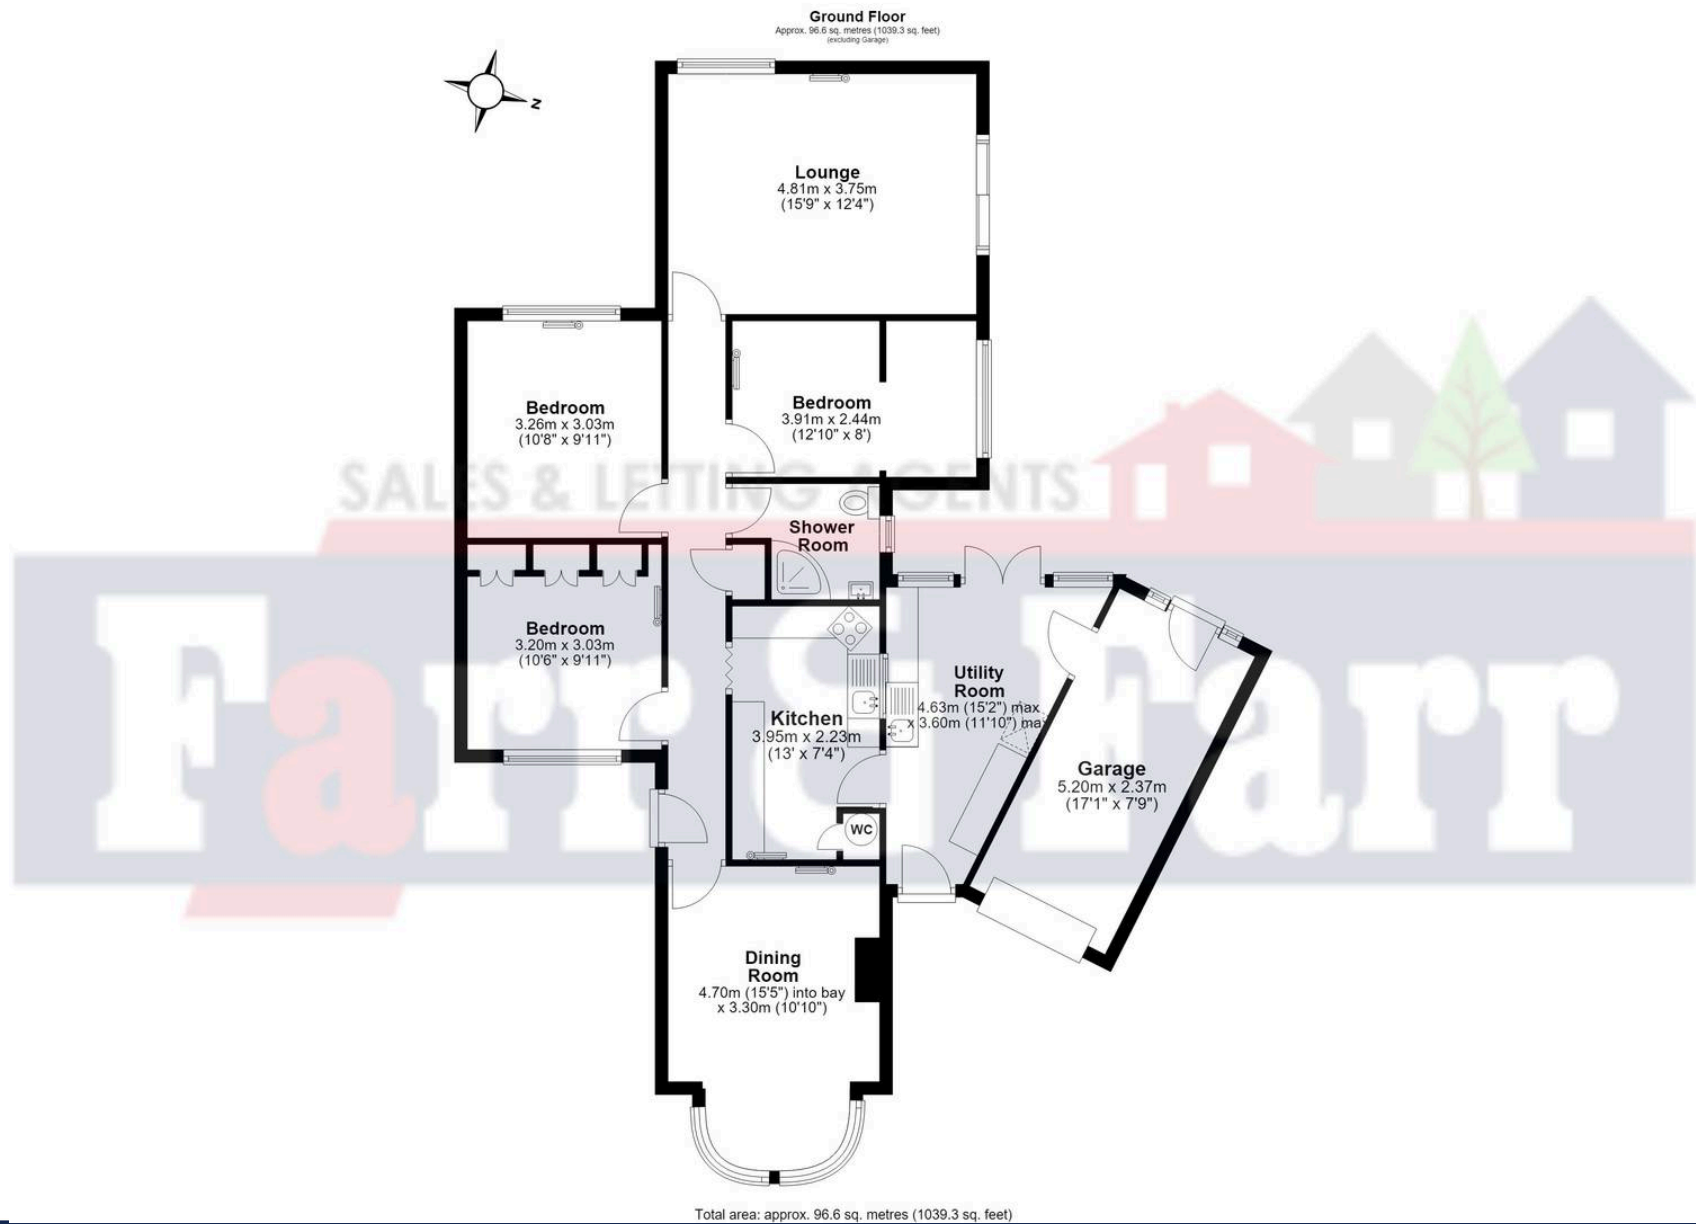 Ground Floor
Approx. 96.6 sq. metres (1039.3 sq. feet)
(excluding Garage)
N
Lounge
4.81m x 3.75m
(15'9" x 12'4")
Bedroom
3.26m x 3.03m
(10'8" x 9'11")
Bedroom
3.91m x 2.44m
(12'10" x 8')
SALES & LETTING AGENTS
Shower
Room
Bedroom
3.20m x 3.03m
(10'6" x 9'11")
Utility
Room
4.63m (15'2") max
x 3.60m (11'10") max
Kitchen
3.95m x 2.23m
(13' x 7'4")
Garage
5.20m x 2.37m
(17'1" x 7'9")
Farr & Farr
WC
Dining
Room
4.70m (15'5") into bay
x 3.30m (10'10")
Total area: approx. 96.6 sq. metres (1039.3 sq. feet)